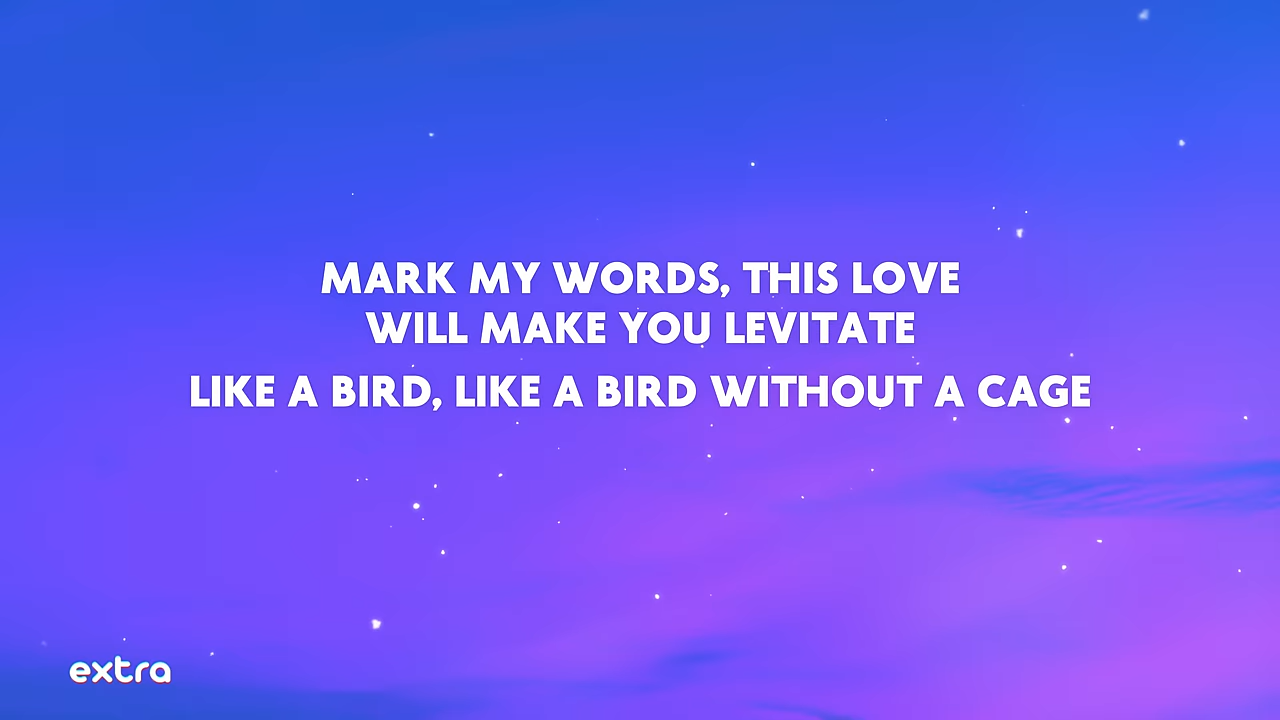 MARK MY WORDS, THIS LOVE
WILL MAKE YOU LEVITATE
LIKE A BIRD, LIKE A BIRD WITHOUT A CAGE
extra